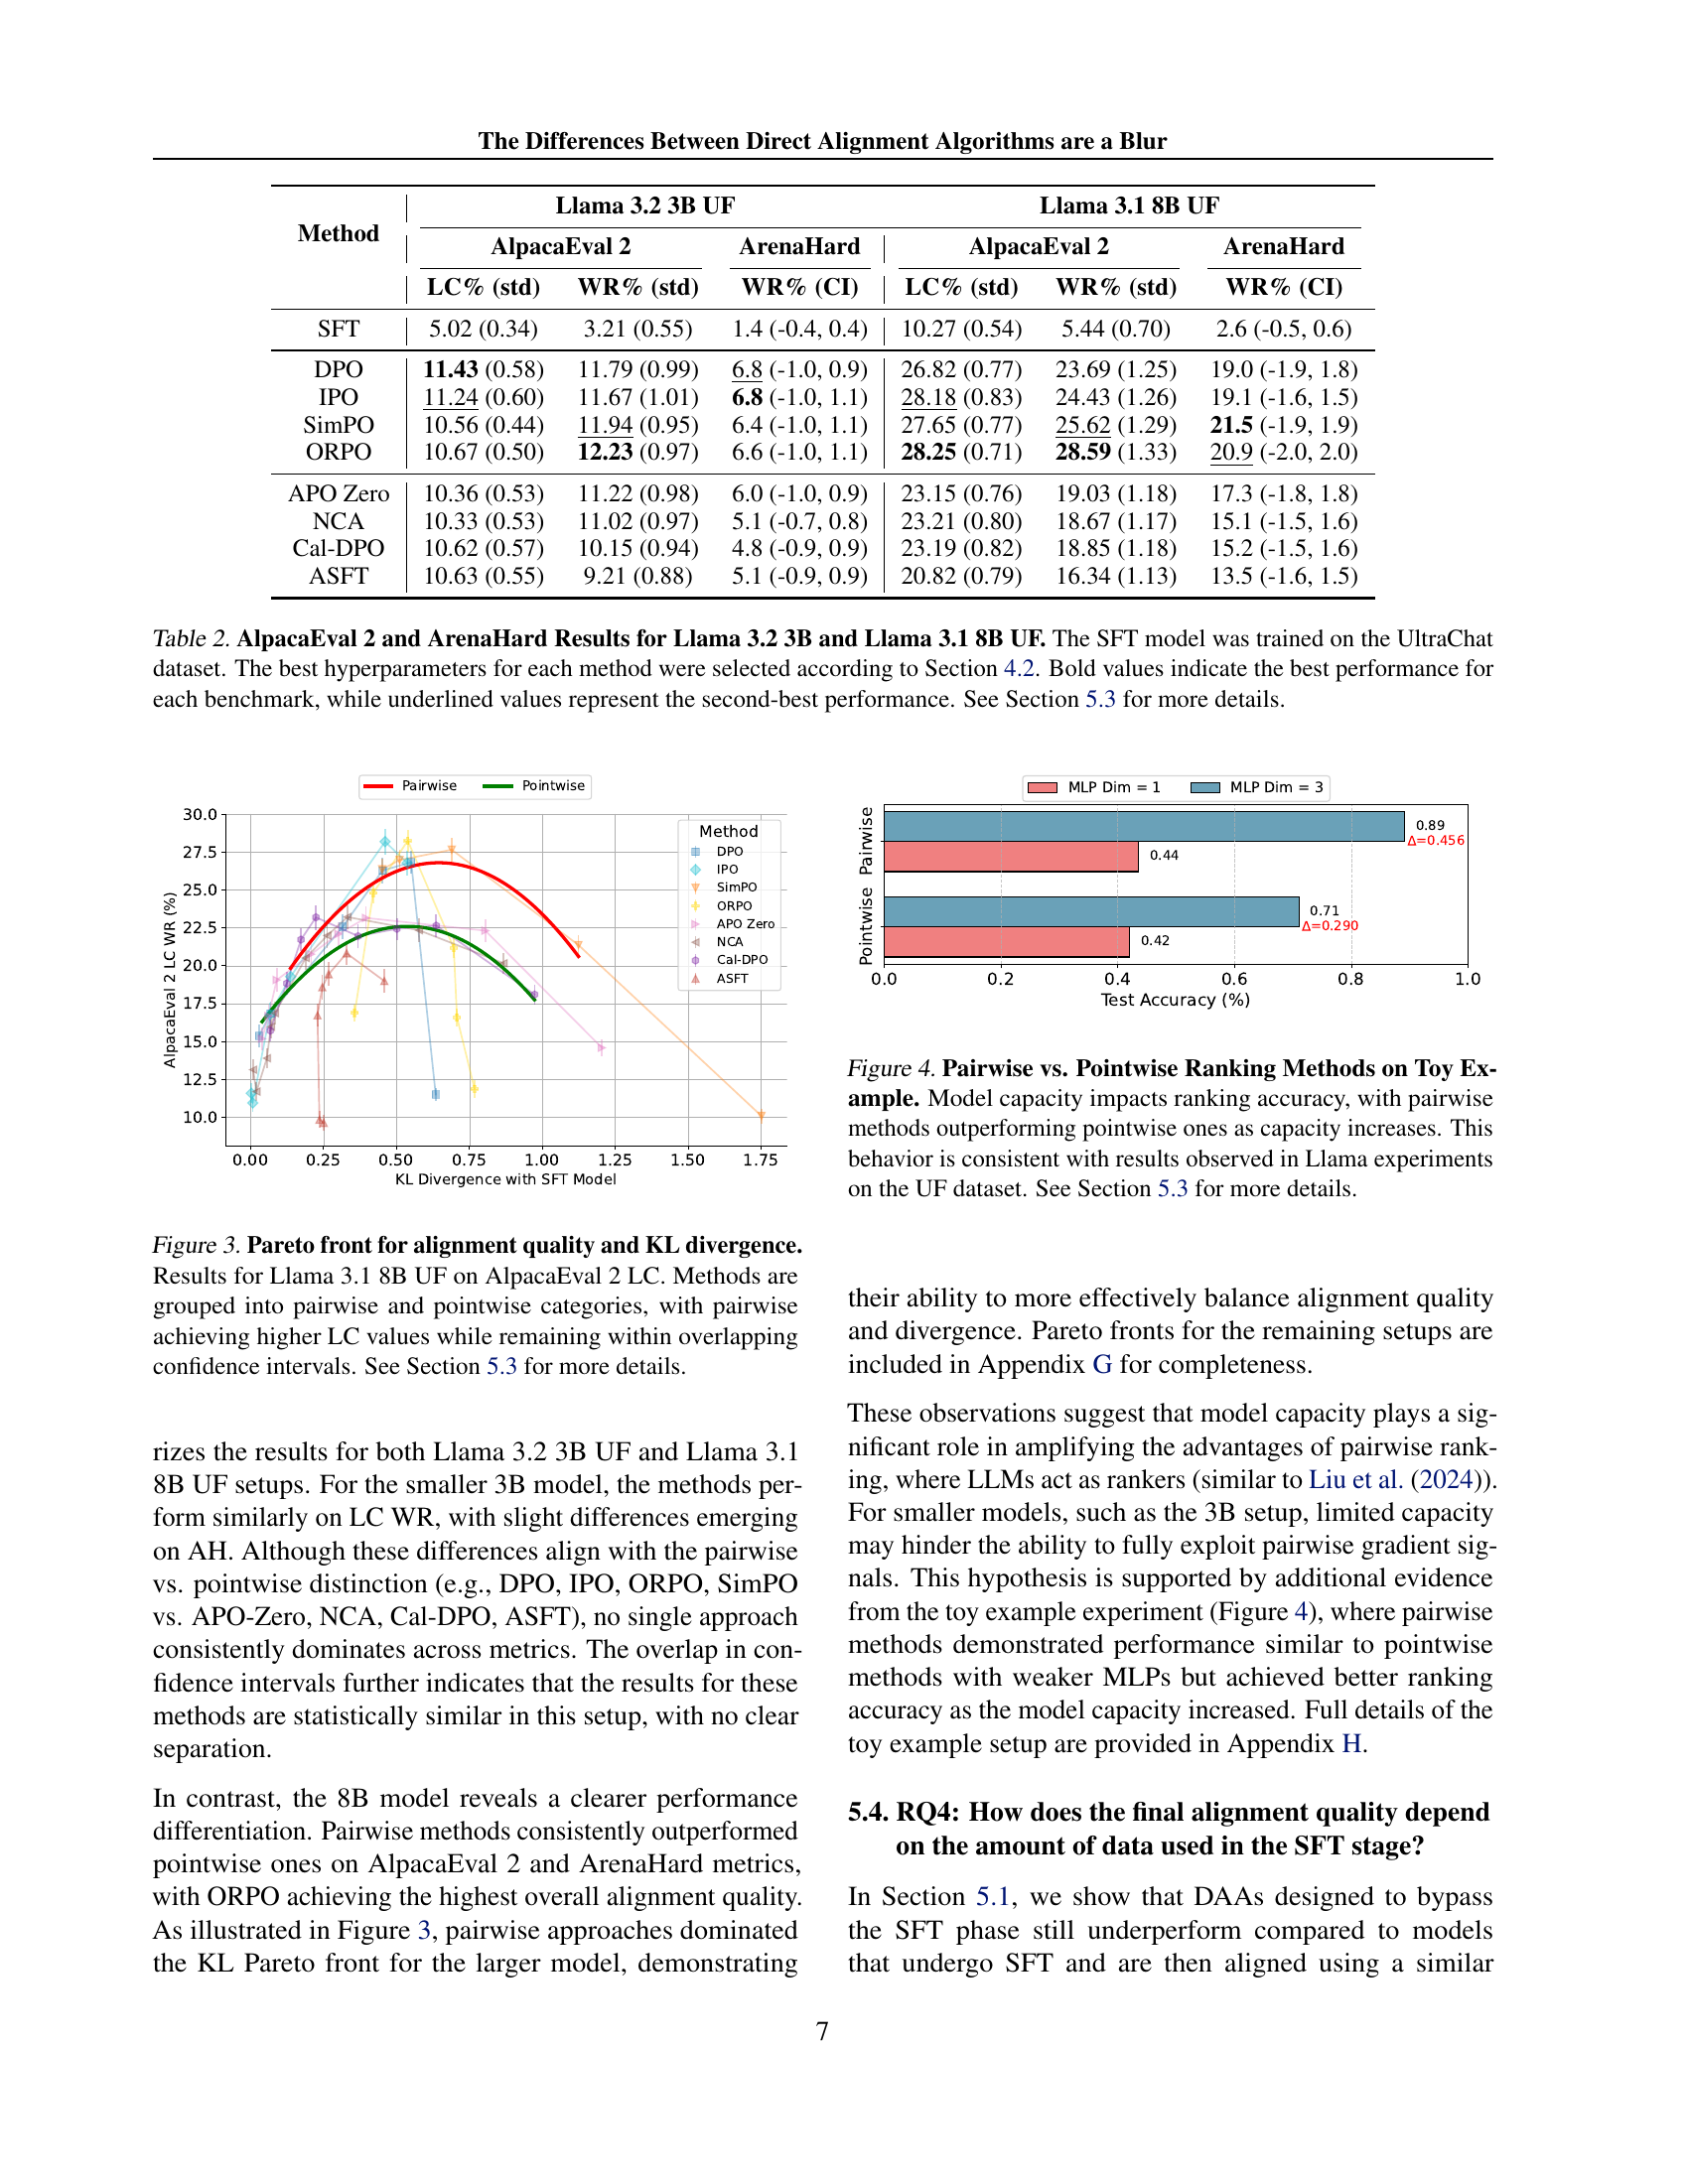 The Differences Between Direct Alignment Algorithms are a Blur
Method Llama 3.2 3B UF Llama 3.1 8B UF
AlpacaEval 2 ArenaHard AlpacaEval 2 ArenaHard
LC% (std) WR% (std) WR% (CI) LC% (std) WR% (std) WR% (CI)
SFT 5.02 (0.34) 3.21 (0.55) 1.4 (-0.4, 0.4) 10.27 (0.54) 5.44 (0.70) 2.6 (-0.5, 0.6)
DPO 11.43 (0.58) 11.79 (0.99) 6.8 (-1.0, 0.9) 26.82 (0.77) 23.69 (1.25) 19.0 (-1.9, 1.8)
IPO 11.24 (0.60) 11.67 (1.01) 6.8 (-1.0, 1.1) 28.18 (0.83) 24.43 (1.26) 19.1 (-1.6, 1.5)
SimPO 10.56 (0.44) 11.94 (0.95) 6.4 (-1.0, 1.1) 27.65 (0.77) 25.62 (1.29) 21.5 (-1.9, 1.9)
ORPO 10.67 (0.50) 12.23 (0.97) 6.6 (-1.0, 1.1) 28.25 (0.71) 28.59 (1.33) 20.9 (-2.0, 2.0)
APO Zero 10.36 (0.53) 11.22 (0.98) 6.0 (-1.0, 0.9) 23.15 (0.76) 19.03 (1.18) 17.3 (-1.8, 1.8)
NCA 10.33 (0.53) 11.02 (0.97) 5.1 (-0.7, 0.8) 23.21 (0.80) 18.67 (1.17) 15.1 (-1.5, 1.6)
Cal-DPO 10.62 (0.57) 10.15 (0.94) 4.8 (-0.9, 0.9) 23.19 (0.82) 18.85 (1.18) 15.2 (-1.5, 1.6)
ASFT 10.63 (0.55) 9.21 (0.88) 5.1 (-0.9, 0.9) 20.82 (0.79) 16.34 (1.13) 13.5 (-1.6, 1.5)
Table 2. AlpacaEval 2 and ArenaHard Results for Llama 3.2 3B and Llama 3.1 8B UF. The SFT model was trained on the UltraChat
dataset. The best hyperparameters for each method were selected according to Section 4.2. Bold values indicate the best performance for
each benchmark, while underlined values represent the second-best performance. See Section 5.3 for more details.
Pairwise Pointwise
AlpacaEval 2 LC WR (%)
30.0
27.5
25.0
22.5
20.0
17.5
15.0
12.5
10.0
Method
DPO
IPO
SimPO
ORPO
APO Zero
NCA
Cal-DPO
ASFT
0.00 0.25 0.50 0.75 1.00 1.25 1.50 1.75
KL Divergence with SFT Model
Figure 3. Pareto front for alignment quality and KL divergence.
Results for Llama 3.1 8B UF on AlpacaEval 2 LC. Methods are
grouped into pairwise and pointwise categories, with pairwise
achieving higher LC values while remaining within overlapping
confidence intervals. See Section 5.3 for more details.
rizes the results for both Llama 3.2 3B UF and Llama 3.1
8B UF setups. For the smaller 3B model, the methods per-
form similarly on LC WR, with slight differences emerging
on AH. Although these differences align with the pairwise
vs. pointwise distinction (e.g., DPO, IPO, ORPO, SimPO
vs. APO-Zero, NCA, Cal-DPO, ASFT), no single approach
consistently dominates across metrics. The overlap in con-
fidence intervals further indicates that the results for these
methods are statistically similar in this setup, with no clear
separation.
In contrast, the 8B model reveals a clearer performance
differentiation. Pairwise methods consistently outperformed
pointwise ones on AlpacaEval 2 and ArenaHard metrics,
with ORPO achieving the highest overall alignment quality.
As illustrated in Figure 3, pairwise approaches dominated
the KL Pareto front for the larger model, demonstrating
MLP Dim = 1 MLP Dim = 3
Pairwise
0.89
Δ=0.456
0.44
Pointwise
0.71
Δ=0.290
0.42
0.0 0.2 0.4 0.6 0.8 1.0
Test Accuracy (%)
Figure 4. Pairwise vs. Pointwise Ranking Methods on Toy Ex-
ample. Model capacity impacts ranking accuracy, with pairwise
methods outperforming pointwise ones as capacity increases. This
behavior is consistent with results observed in Llama experiments
on the UF dataset. See Section 5.3 for more details.
their ability to more effectively balance alignment quality
and divergence. Pareto fronts for the remaining setups are
included in Appendix G for completeness.
These observations suggest that model capacity plays a sig-
nificant role in amplifying the advantages of pairwise rank-
ing, where LLMs act as rankers (similar to Liu et al. (2024)).
For smaller models, such as the 3B setup, limited capacity
may hinder the ability to fully exploit pairwise gradient sig-
nals. This hypothesis is supported by additional evidence
from the toy example experiment (Figure 4), where pairwise
methods demonstrated performance similar to pointwise
methods with weaker MLPs but achieved better ranking
accuracy as the model capacity increased. Full details of the
toy example setup are provided in Appendix H.
5.4. RQ4: How does the final alignment quality depend
on the amount of data used in the SFT stage?
In Section 5.1, we show that DAAs designed to bypass
the SFT phase still underperform compared to models
that undergo SFT and are then aligned using a similar
7